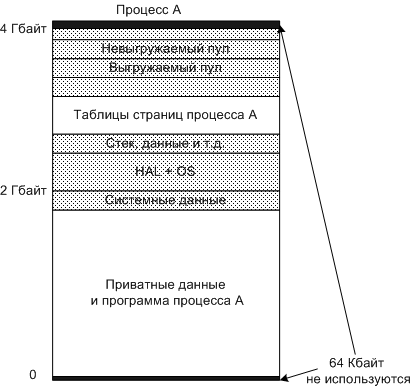 Процесс А
4 Гбайт
Невыгружаемый пул
Выгружаемый пул
Таблицы страниц процесса А
Стек, данные и т.д.
HAL + OS
2 Гбайт
Системные данные
Приватные данные
и программа процесса А
0
64 Кбайт
не используются